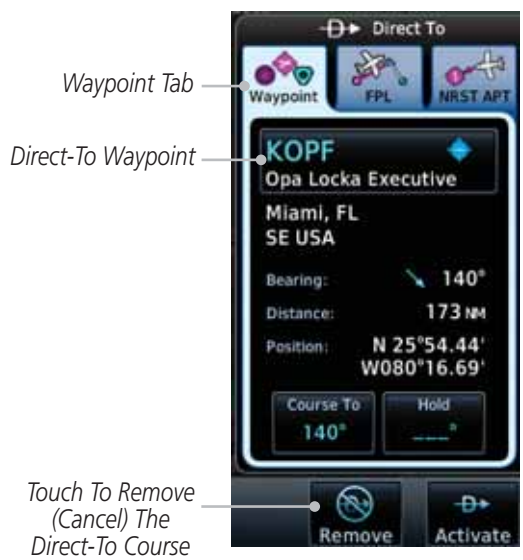 Direct To
Waypoint Tab
Waypoint
FPL
NRST APT
Direct-To Waypoint
KOPF
Opa Locka Executive
Miami, FL
SE USA
Bearing: 140°
Distance: 173 NM
Position: N 25°54.44'
W080°16.69'
Course To
140°
Hold
___°
Touch To Remove
(Cancel) The
Direct-To Course
Remove
Activate